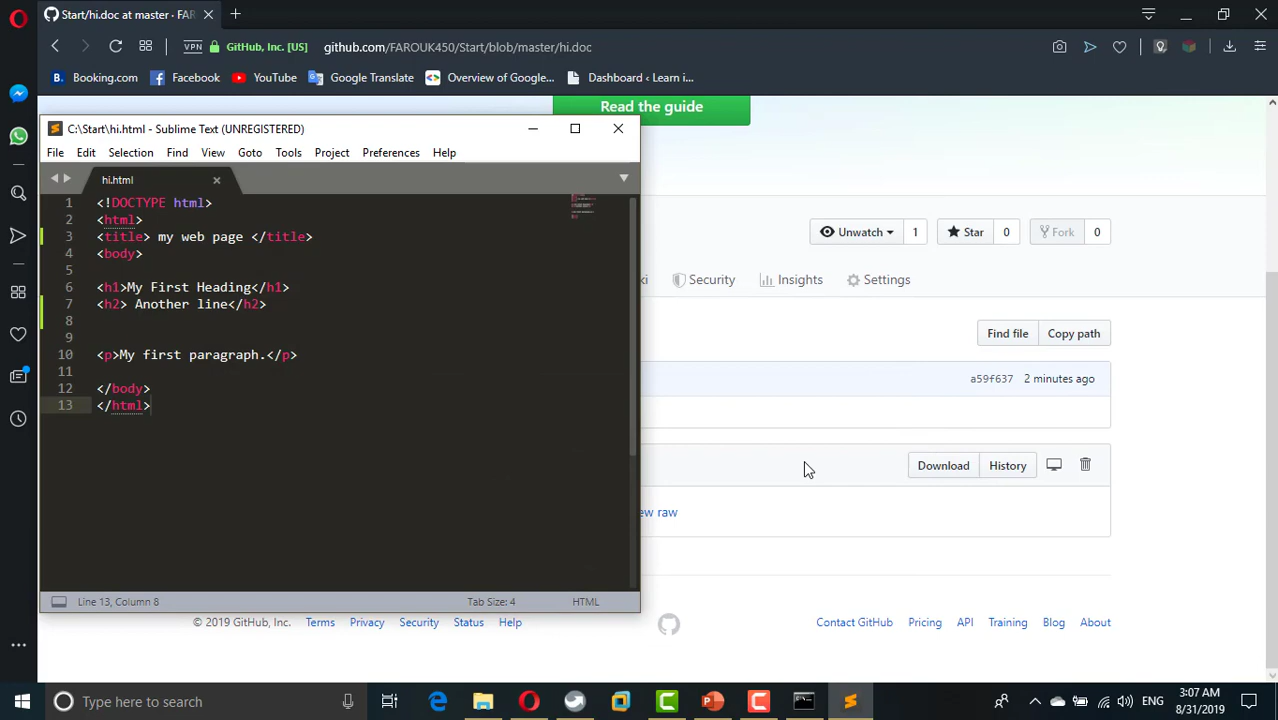 Start/hi.doc at master · FAR
VPN GitHub, Inc. [US] github.com/FAROUK450/Start/blob/master/hi.doc
B. Booking.com Facebook YouTube Google Translate Overview of Google... Dashboard ‹ Learn i...
Read the guide
C:\Start\hi.html - Sublime Text (UNREGISTERED)
File Edit Selection Find View Goto Tools Project Preferences Help
hi.html
1 <!DOCTYPE html>
2 <html>
3 <title> my web page </title>
4 <body>
5
6 <h1>My First Heading</h1>
7 <h2> Another line</h2>
8
9
10 <p>My first paragraph.</p>
11
12 </body>
13 </html>
Line 13, Column 8 Tab Size: 4 HTML
Unwatch 1 Star 0 Fork 0
ki Security Insights Settings
Find file Copy path
a59f637 2 minutes ago
Download History
ew raw
© 2019 GitHub, Inc. Terms Privacy Security Status Help Contact GitHub Pricing API Training Blog About
Type here to search
ENG
3:07 AM
8/31/2019